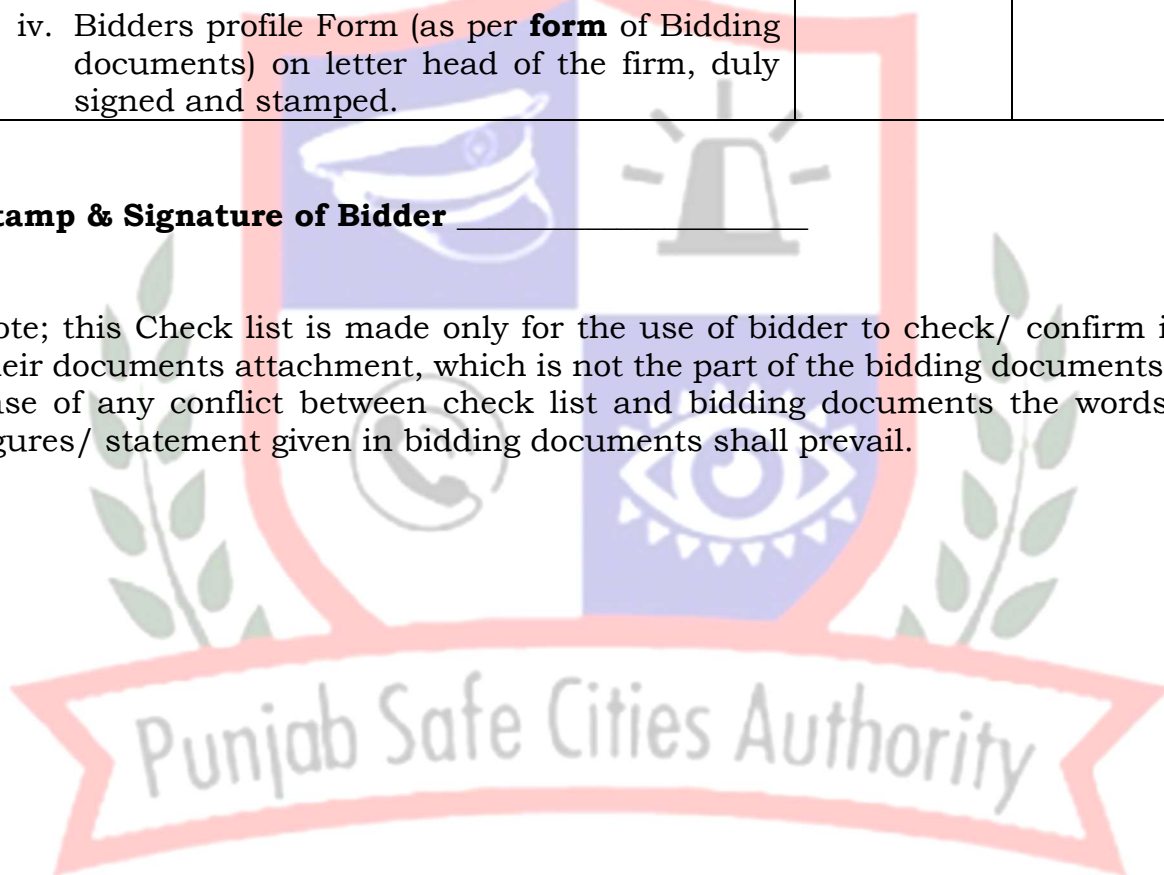 iv. Bidders profile Form (as per form of Bidding
documents) on letter head of the firm, duly
signed and stamped.
tamp & Signature of Bidder ______________________
ote; this Check list is made only for the use of bidder to check/ confirm i
eir documents attachment, which is not the part of the bidding documents
ase of any conflict between check list and bidding documents the words
gures/ statement given in bidding documents shall prevail.
Punjab Safe Cities Authority